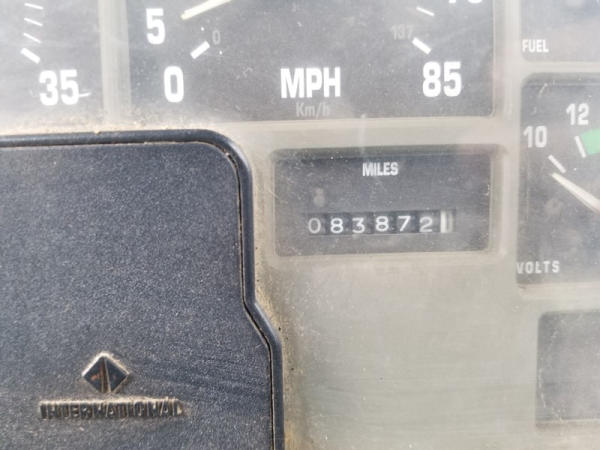 5
0
0
MPH
Km/h
137
85
35
FUEL
MILES
083872
10
12
VOLTS
INTERNATIONAL